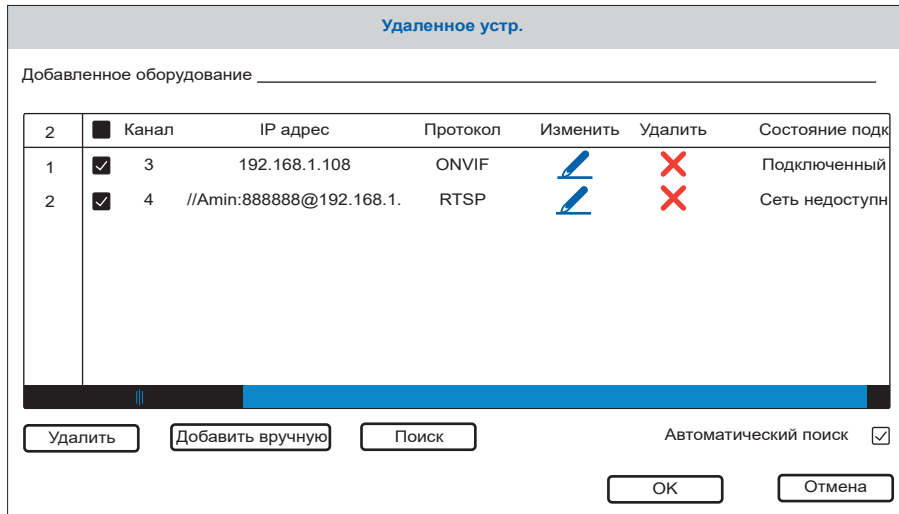 Удаленное устр.
Добавленное оборудование
2 Канал IP адрес Протокол Изменить Удалить Состояние подк
1 3 192.168.1.108 ONVIF Подключенный
2 4 //Amin:888888@192.168.1. RTSP Сеть недоступн
Удалить Добавить вручную Поиск Автоматический поиск
OK Отмена